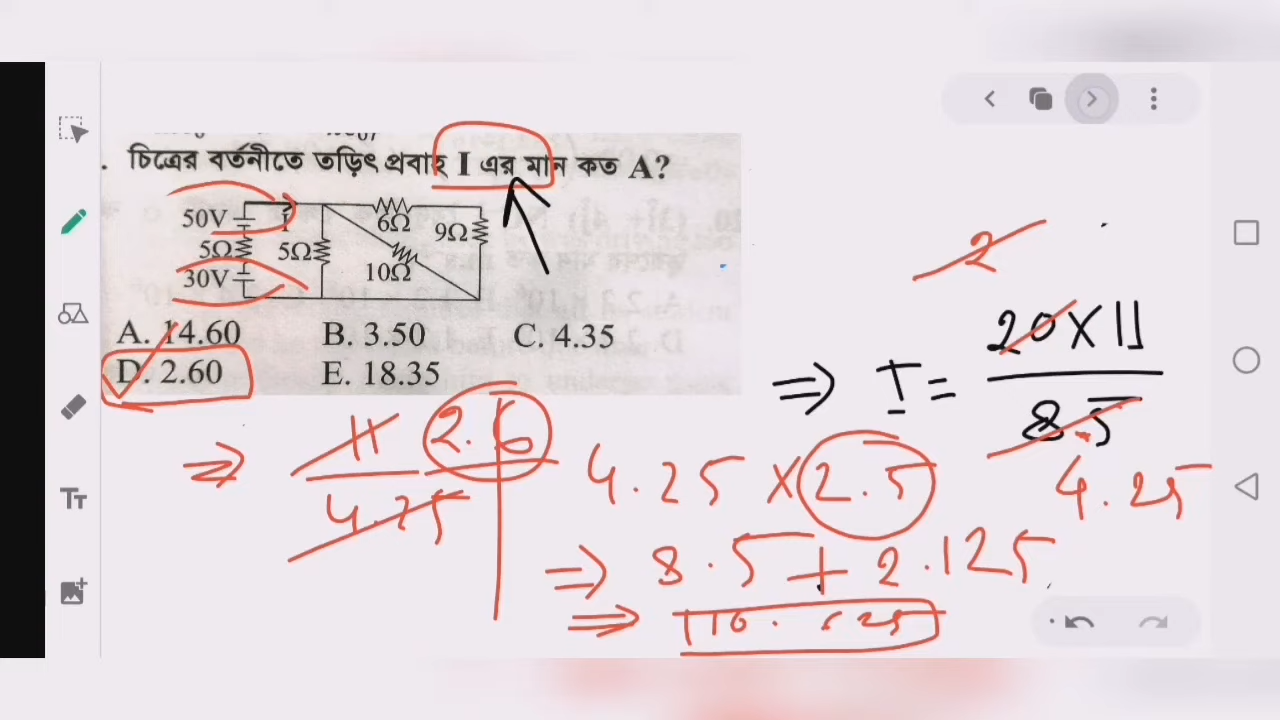 . চিত্রের বর্তনীতে তড়িৎ প্রবাহ I এর মান কত A?
50V
I
6Ω
9Ω
5Ω
5Ω
10Ω
30V
A. 14.60 B. 3.50 C. 4.35
D. 2.60 E. 18.35
2
⇒ I = 20 × 11
8.5
4.25
⇒ 11 2.6
4.25
4.25 × 2.5
⇒ 8.5 + 2.125
⇒
Tт